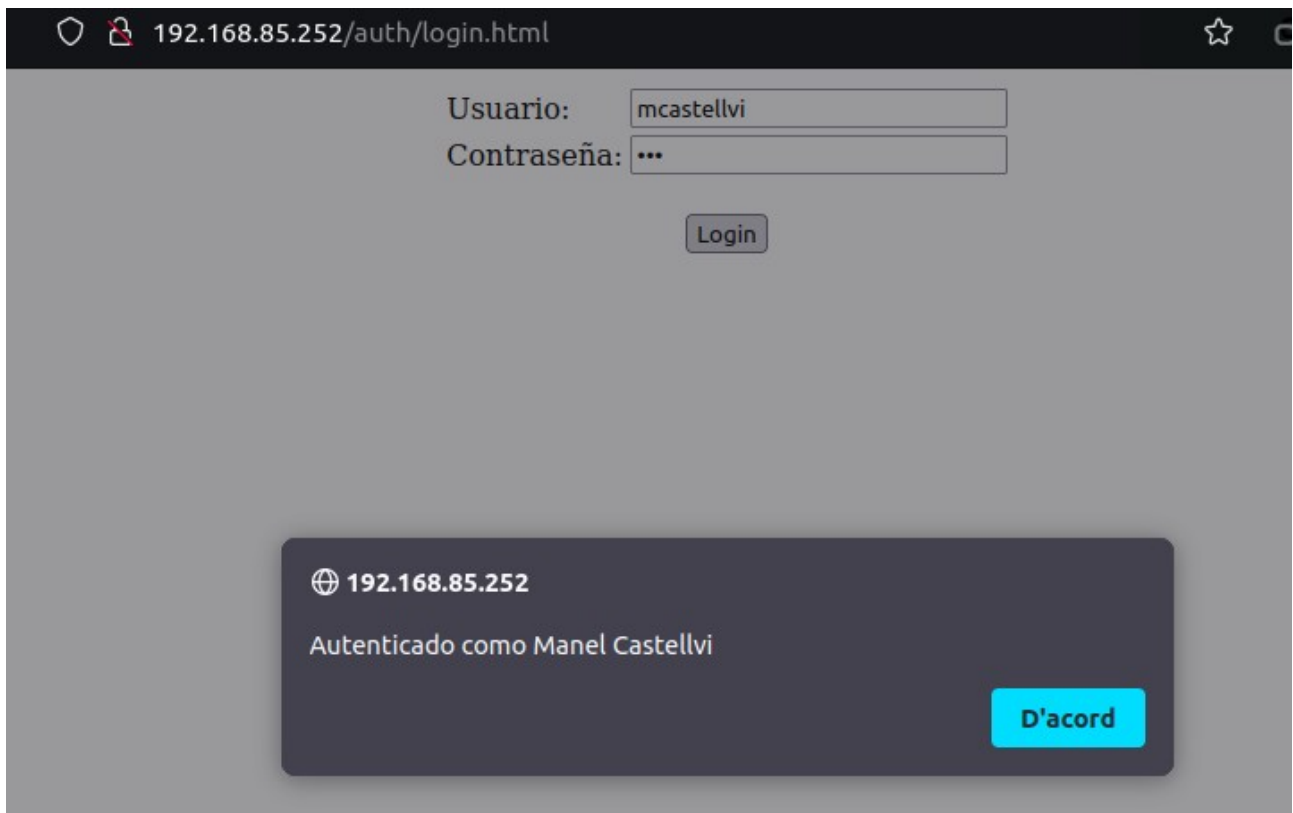 192.168.85.252/auth/login.html
Usuario: mcastellvi
Contraseña: •••
Login
192.168.85.252
Autenticado como Manel Castellvi
D'acord